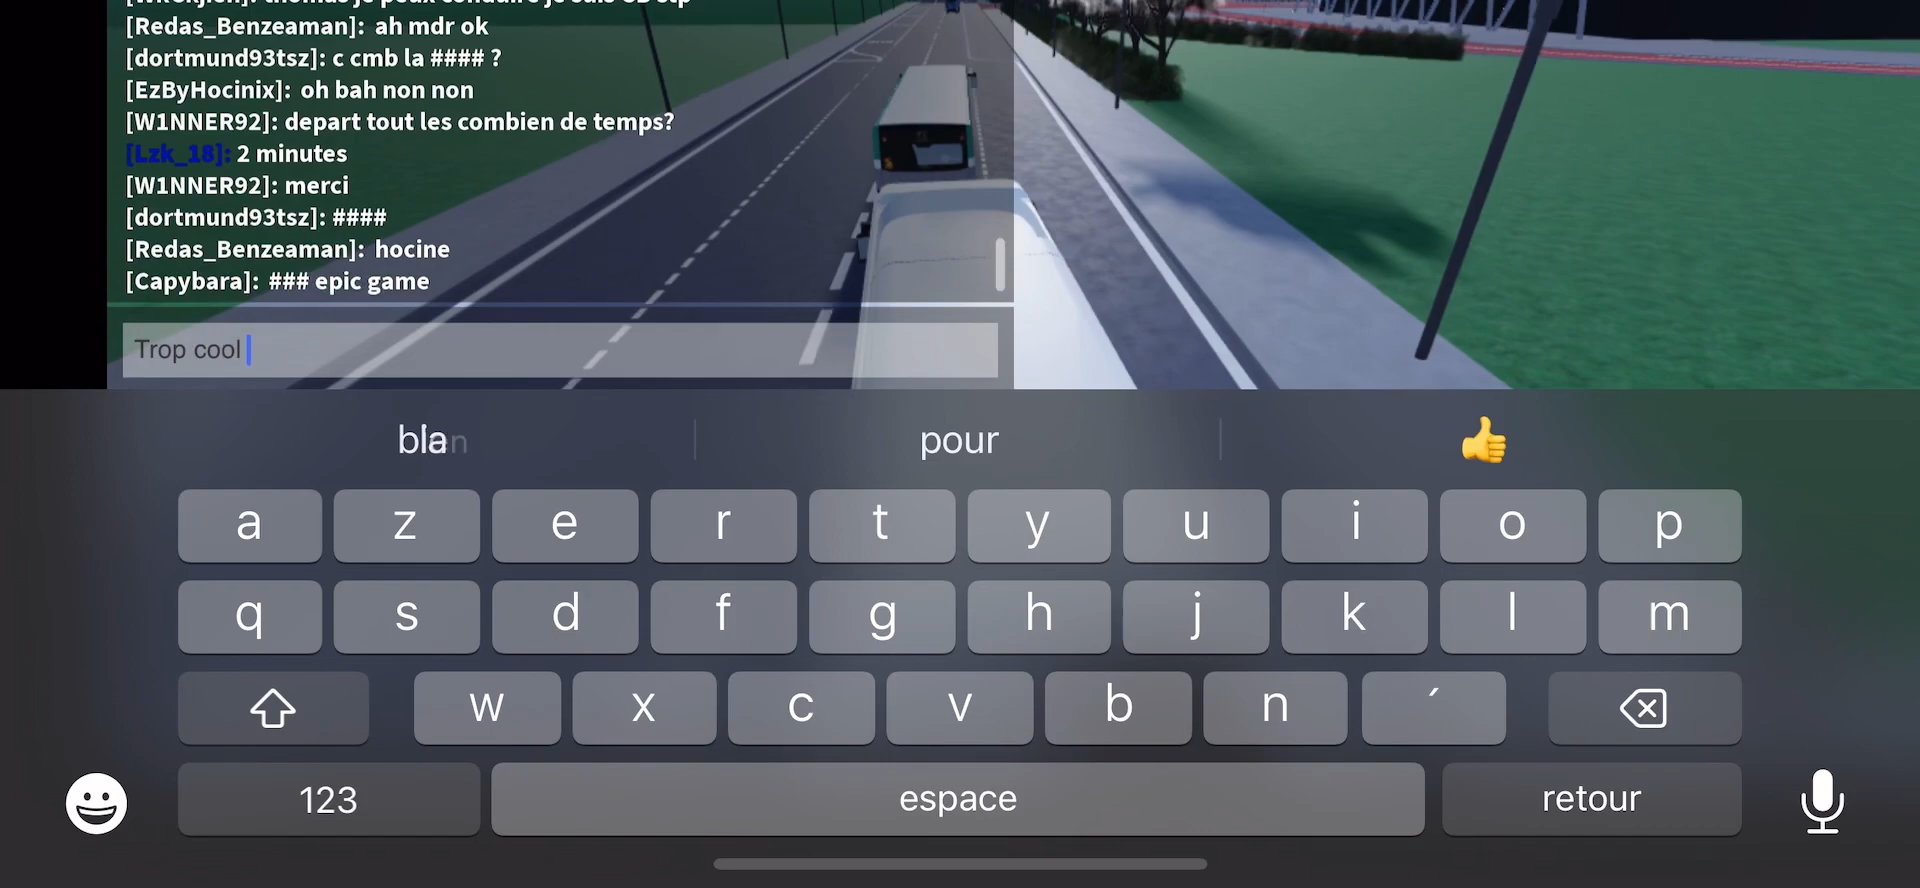 [Redas_Benzeaman]: ah mdr ok
[dortmund93tsz]: c cmb la #### ?
[EzByHocinix]: oh bah non non
[W1NNER92]: depart tout les combien de temps?
[Lzk_18]: 2 minutes
[W1NNER92]: merci
[dortmund93tsz]: ####
[Redas_Benzeaman]: hocine
[Capybara]: ### epic game
Trop cool
pour 👍
a z e r t y u i o p
q s d f g h j k l m
w x c v b n ´
123 espace retour